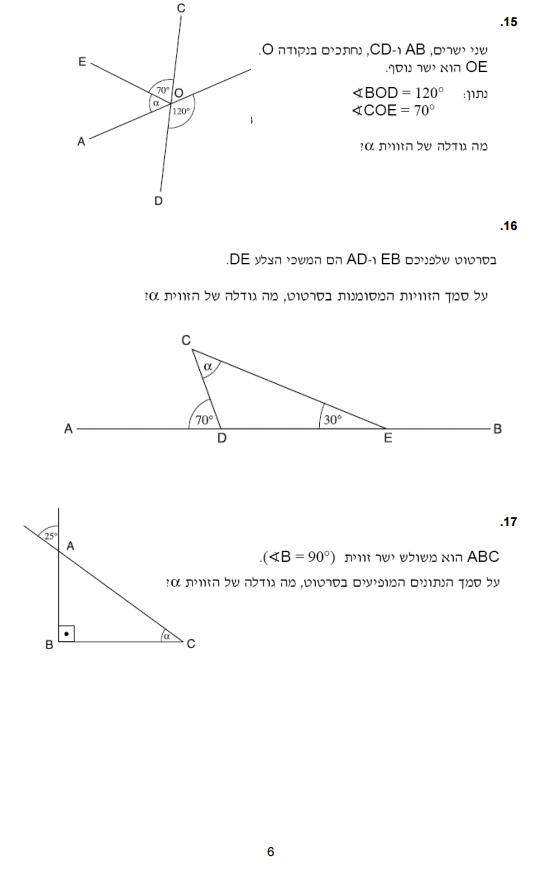 .15
שני ישרים, AB ו-CD, נחתכים בנקודה O.
OE הוא ישר נוסף.
נתון: ∢BOD = 120°
∢COE = 70°
מה גודלה של הזווית α?
C
E
70°
O
α
120°
A
D
.16
בסרטוט שלפניכם EB ו-AD הם המשכי הצלע DE.
על סמך הזוויות המסומנות בסרטוט, מה גודלה של הזווית α?
C
α
70°
30°
A
D
E
B
.17
ABC הוא משולש ישר זווית (∢B = 90°).
על סמך הנתונים המופיעים בסרטוט, מה גודלה של הזווית α?
25°
A
α
B
C
6